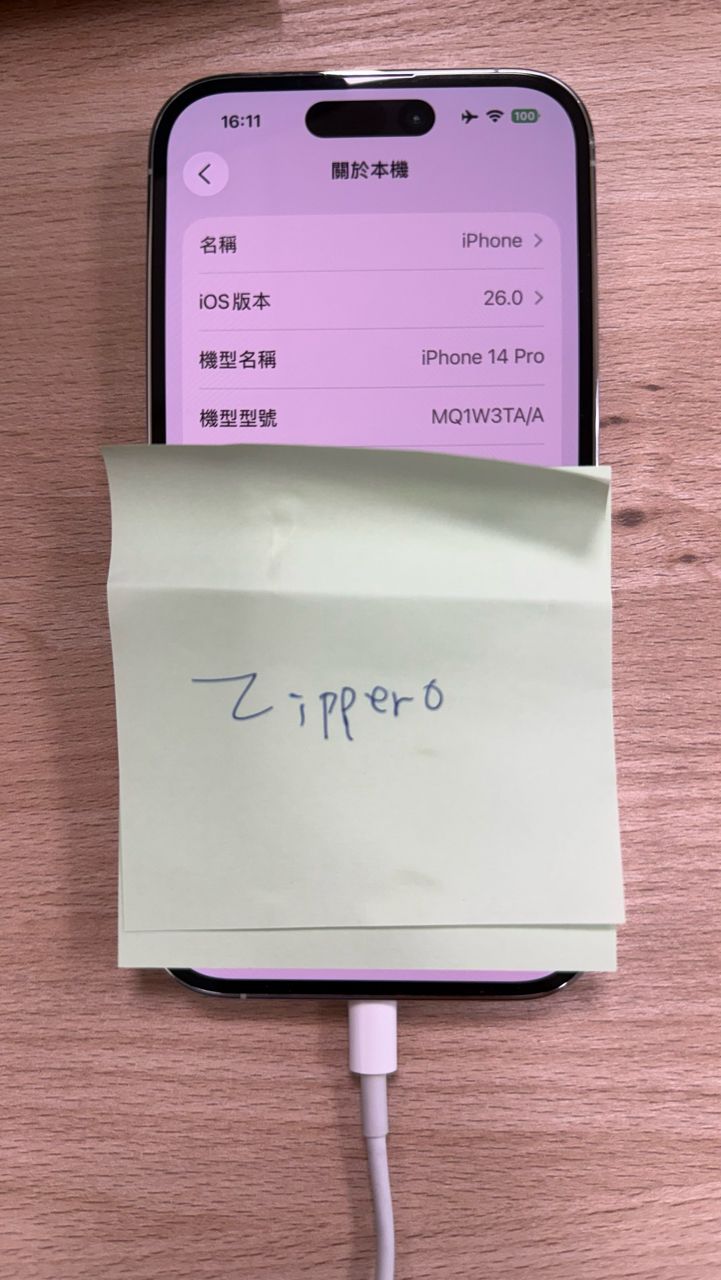 16:11
100
關於本機
名稱 iPhone
iOS版本 26.0
機型名稱 iPhone 14 Pro
機型型號 MQ1W3TA/A
Zippero